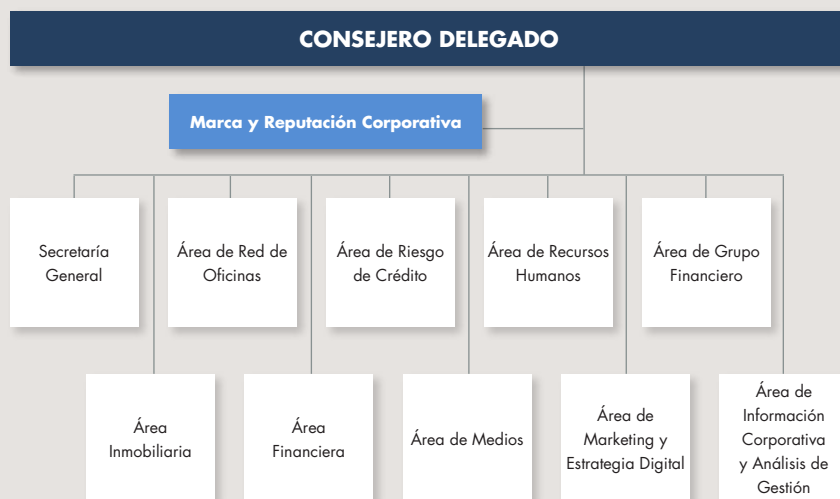 CONSEJERO DELEGADO
Marca y Reputación Corporativa
Secretaría
General
Área de Red de
Oficinas
Área de Riesgo
de Crédito
Área de Recursos
Humanos
Área de Grupo
Financiero
Área
Inmobiliaria
Área
Financiera
Área de Medios
Área de
Marketing y
Estrategia Digital
Área de
Información
Corporativa
y Análisis de
Gestión